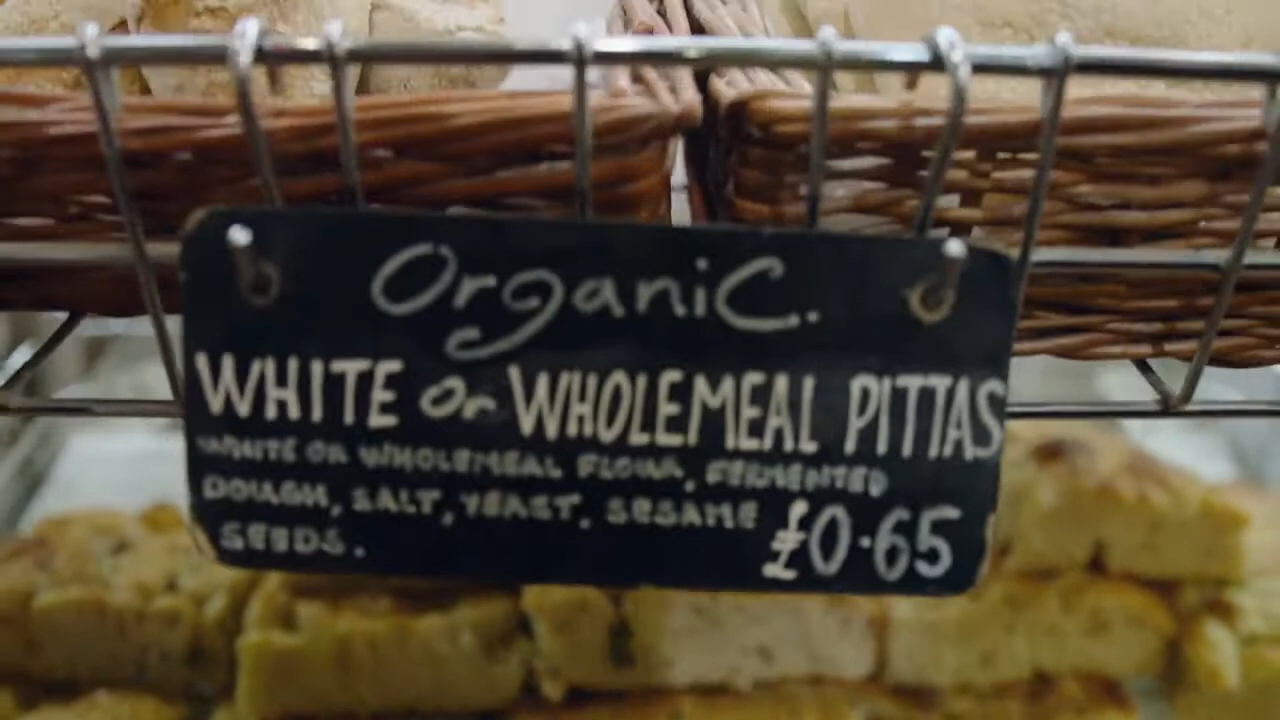 Organic.
WHITE or WHOLEMEAL PITTAS
WHITE OR WHOLEMEAL FLOUR, FERMENTED
DOUGH, SALT, YEAST, SESAME
SEEDS.
£0.65